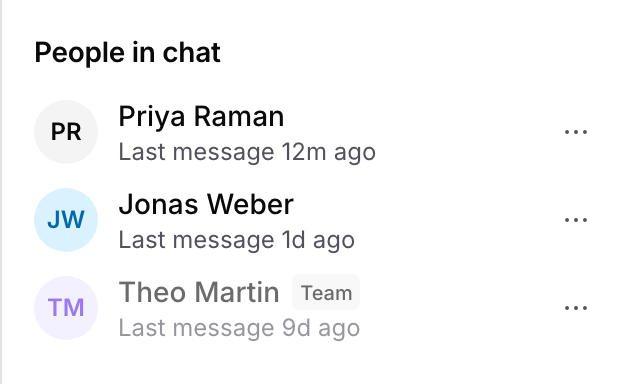 People in chat
PR
Priya Raman
Last message 12m ago
JW
Jonas Weber
Last message 1d ago
TM
Theo Martin Team
Last message 9d ago